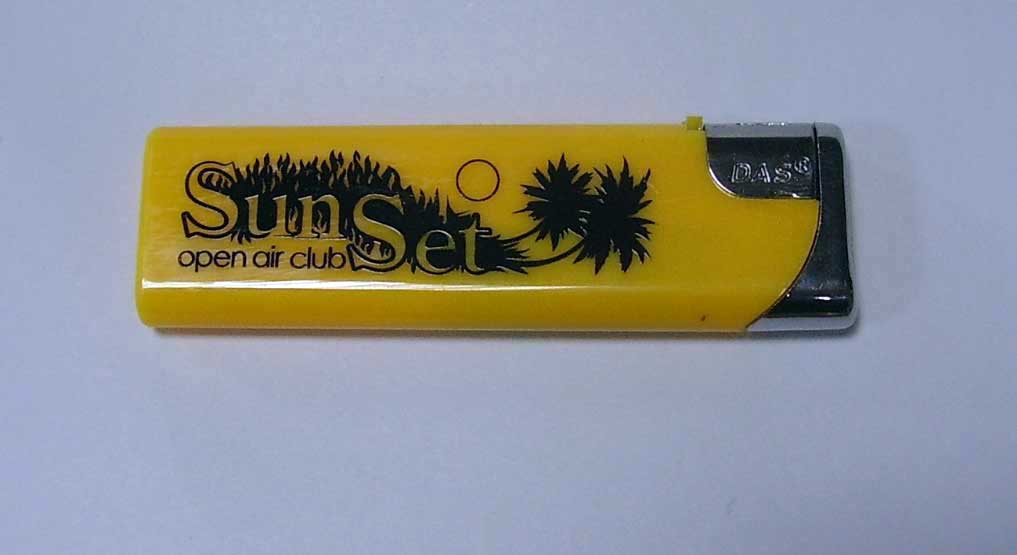 SunSet
open air club
DAS®